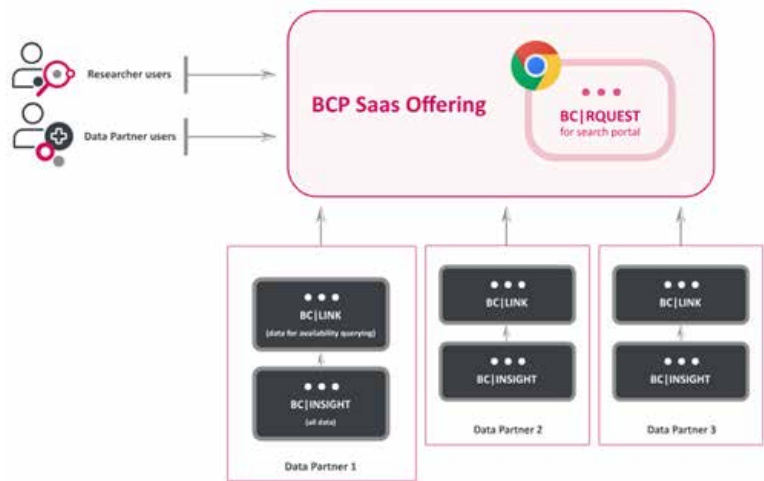 Researcher users
Data Partner users
BCP Saas Offering
BC|RQUEST
for search portal
BC|LINK
(data for availability querying)
BC|INSIGHT
(all data)
Data Partner 1
BC|LINK
BC|INSIGHT
Data Partner 2
BC|LINK
BC|INSIGHT
Data Partner 3